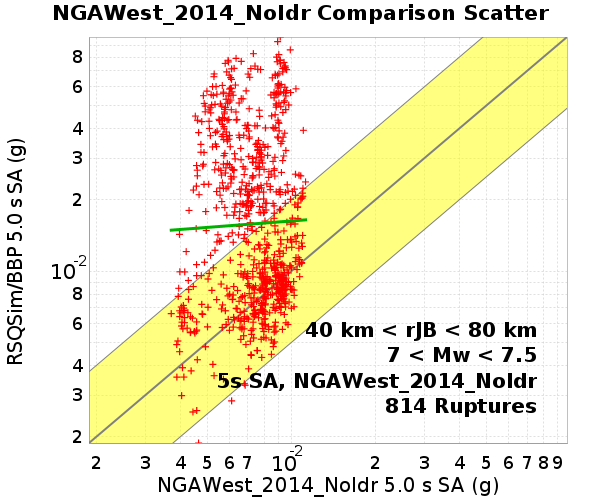 NGAWest_2014_NoIdr Comparison Scatter
RSQSim/BBP 5.0 s SA (g)
8
6
4
3
2
10-2
8
6
4
3
2
40 km < rJB < 80 km
7 < Mw < 7.5
5s SA, NGAWest_2014_NoIdr
814 Ruptures
2 3 4 5 6 7 10-2 2 3 4 5 6 7 8 9
NGAWest_2014_NoIdr 5.0 s SA (g)